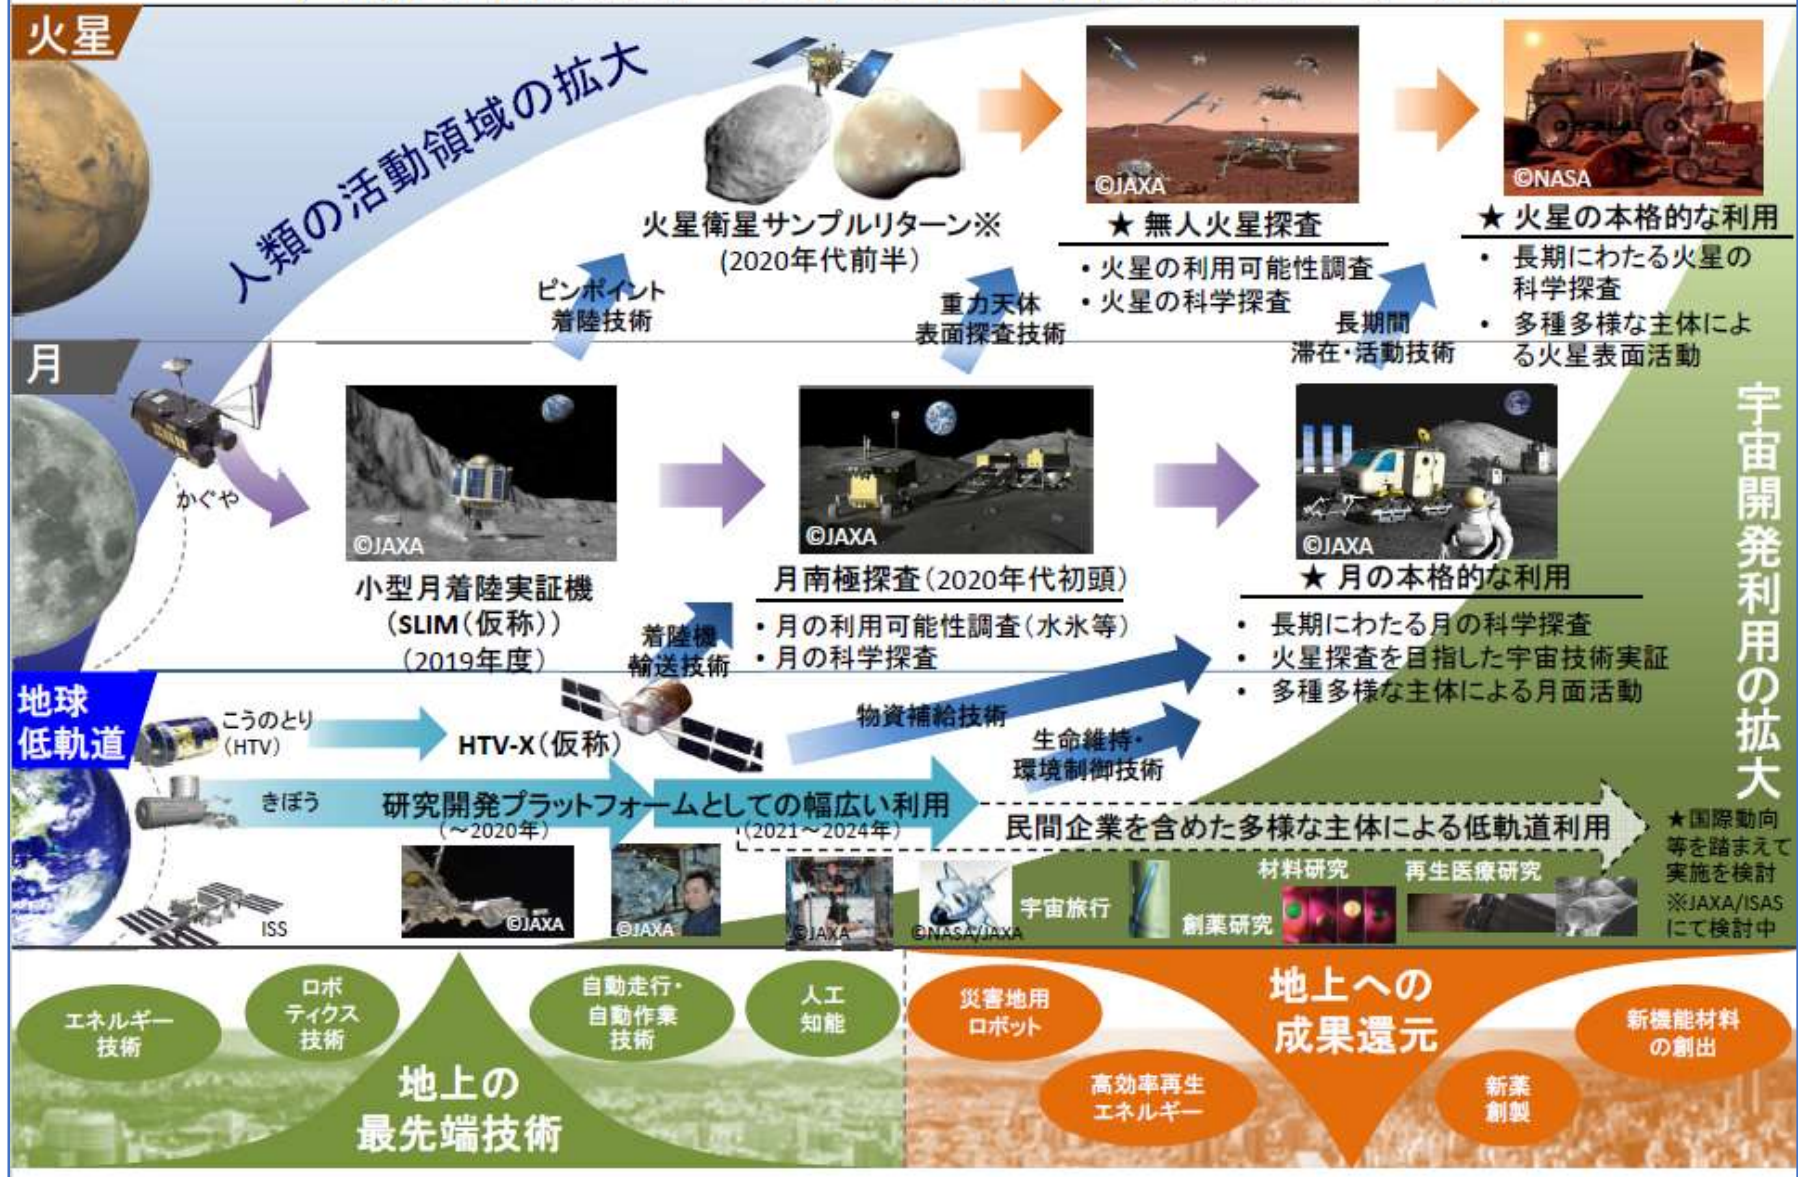 火星
人類の活動領域の拡大
©JAXA
©NASA
火星衛星サンプルリターン※
(2020年代前半)
★ 無人火星探査
・火星の利用可能性調査
・火星の科学探査
★ 火星の本格的な利用
• 長期にわたる火星の
科学探査
• 多種多様な主体によ
る火星表面活動
ピンポイント
着陸技術
重力天体
表面探査技術
長期間
滞在・活動技術
月
かぐや
©JAXA
©JAXA
©JAXA
小型月着陸実証機
(SLIM(仮称))
(2019年度)
月南極探査(2020年代初頭)
・月の利用可能性調査(水氷等)
・月の科学探査
★ 月の本格的な利用
• 長期にわたる月の科学探査
• 火星探査を目指した宇宙技術実証
• 多種多様な主体による月面活動
着陸機
輸送技術
宇宙開発利用の拡大
地球
低軌道
こうのとり
(HTV)
HTV-X(仮称)
物資補給技術
生命維持・
環境制御技術
きぼう
研究開発プラットフォームとしての幅広い利用
(～2020年)
(2021～2024年)
民間企業を含めた多様な主体による低軌道利用
★国際動向
等を踏まえて
実施を検討
※JAXA/ISAS
にて検討中
ISS
©JAXA
©JAXA
©JAXA
©NASA/JAXA
宇宙旅行
創薬研究
材料研究
再生医療研究
エネルギー
技術
ロボ
ティクス
技術
自動走行・
自動作業
技術
人工
知能
地上の
最先端技術
災害地用
ロボット
高効率再生
エネルギー
地上への
成果還元
新薬
創製
新機能材料
の創出